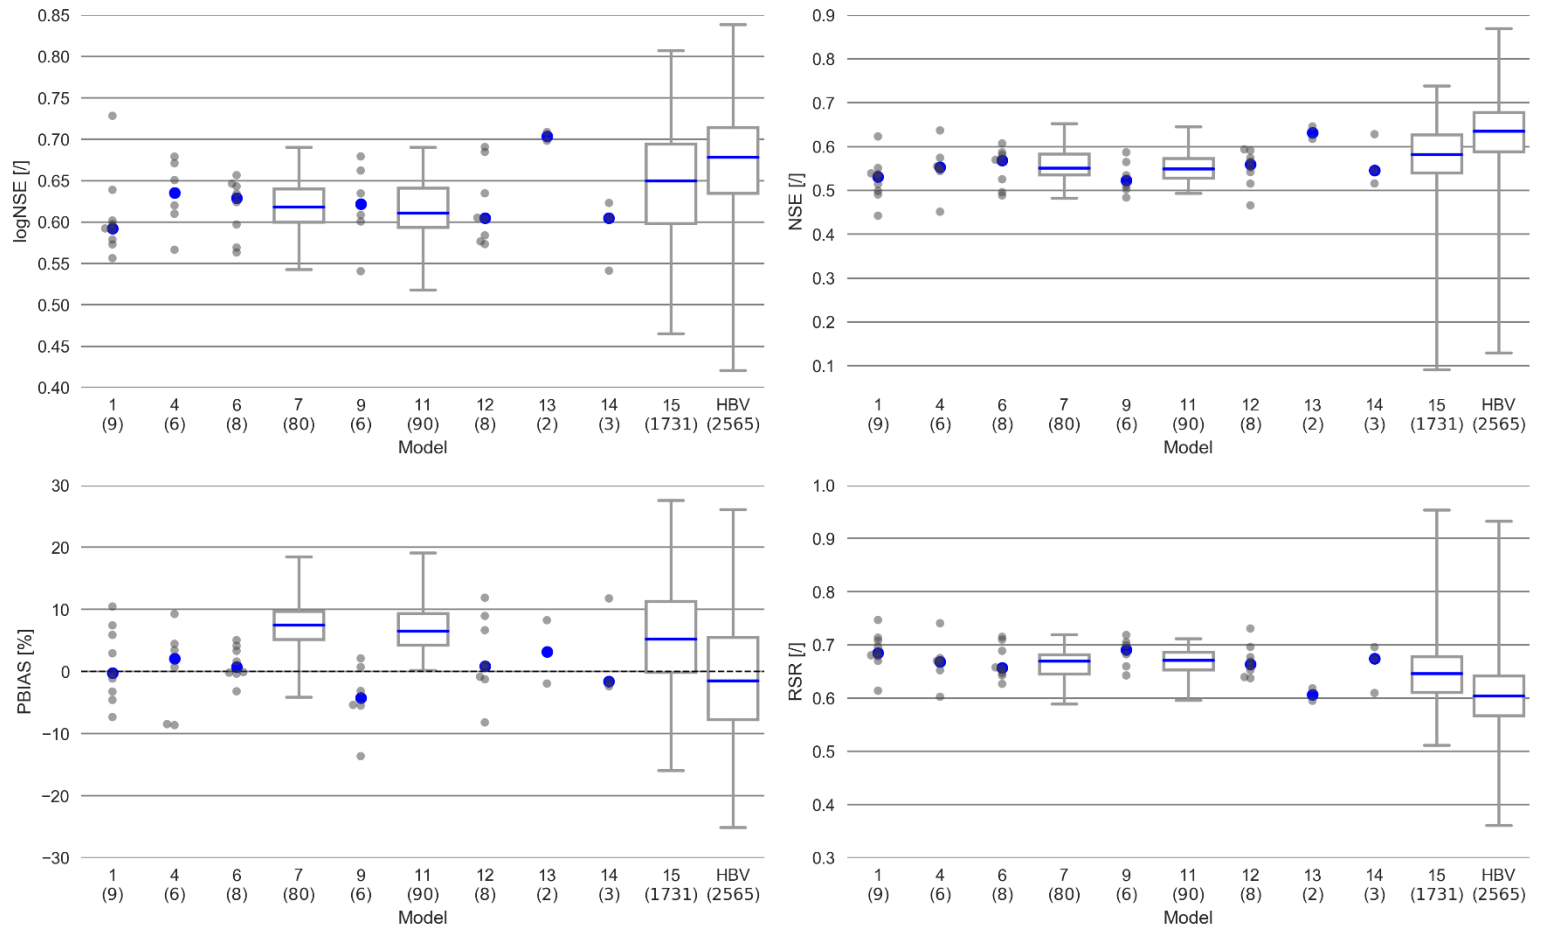 0.85
0.80
0.75
0.70
0.65
0.60
0.55
0.50
0.45
0.40
logNSE [/]
1 4 6 7 9 11 12 13 14 15 HBV
(9) (6) (8) (80) (6) (90) (8) (2) (3) (1731) (2565)
Model
0.9
0.8
0.7
0.6
0.5
0.4
0.3
0.2
0.1
NSE [/]
1 4 6 7 9 11 12 13 14 15 HBV
(9) (6) (8) (80) (6) (90) (8) (2) (3) (1731) (2565)
Model
30
20
10
0
−10
−20
−30
PBIAS [%]
1 4 6 7 9 11 12 13 14 15 HBV
(9) (6) (8) (80) (6) (90) (8) (2) (3) (1731) (2565)
Model
1.0
0.9
0.8
0.7
0.6
0.5
0.4
0.3
RSR [/]
1 4 6 7 9 11 12 13 14 15 HBV
(9) (6) (8) (80) (6) (90) (8) (2) (3) (1731) (2565)
Model